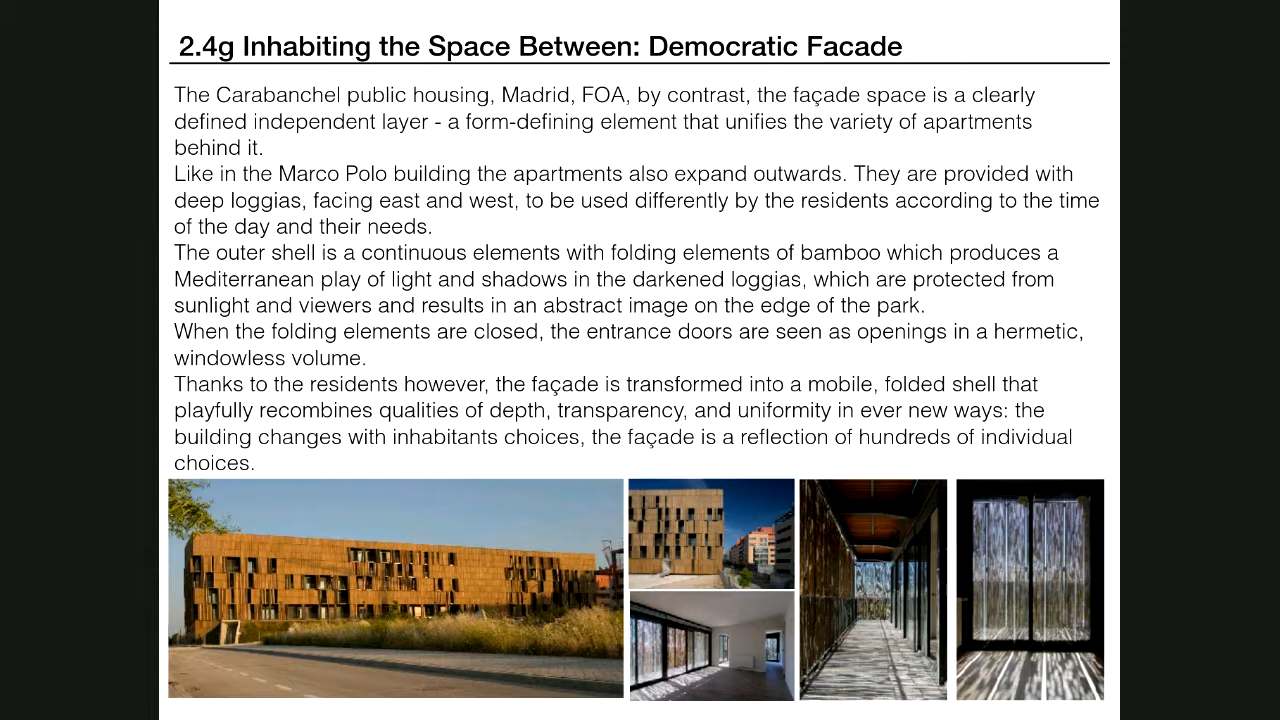 2.4g Inhabiting the Space Between: Democratic Facade
The Carabanchel public housing, Madrid, FOA, by contrast, the façade space is a clearly
defined independent layer - a form-defining element that unifies the variety of apartments
behind it.
Like in the Marco Polo building the apartments also expand outwards. They are provided with
deep loggias, facing east and west, to be used differently by the residents according to the time
of the day and their needs.
The outer shell is a continuous elements with folding elements of bamboo which produces a
Mediterranean play of light and shadows in the darkened loggias, which are protected from
sunlight and viewers and results in an abstract image on the edge of the park.
When the folding elements are closed, the entrance doors are seen as openings in a hermetic,
windowless volume.
Thanks to the residents however, the façade is transformed into a mobile, folded shell that
playfully recombines qualities of depth, transparency, and uniformity in ever new ways: the
building changes with inhabitants choices, the façade is a reflection of hundreds of individual
choices.